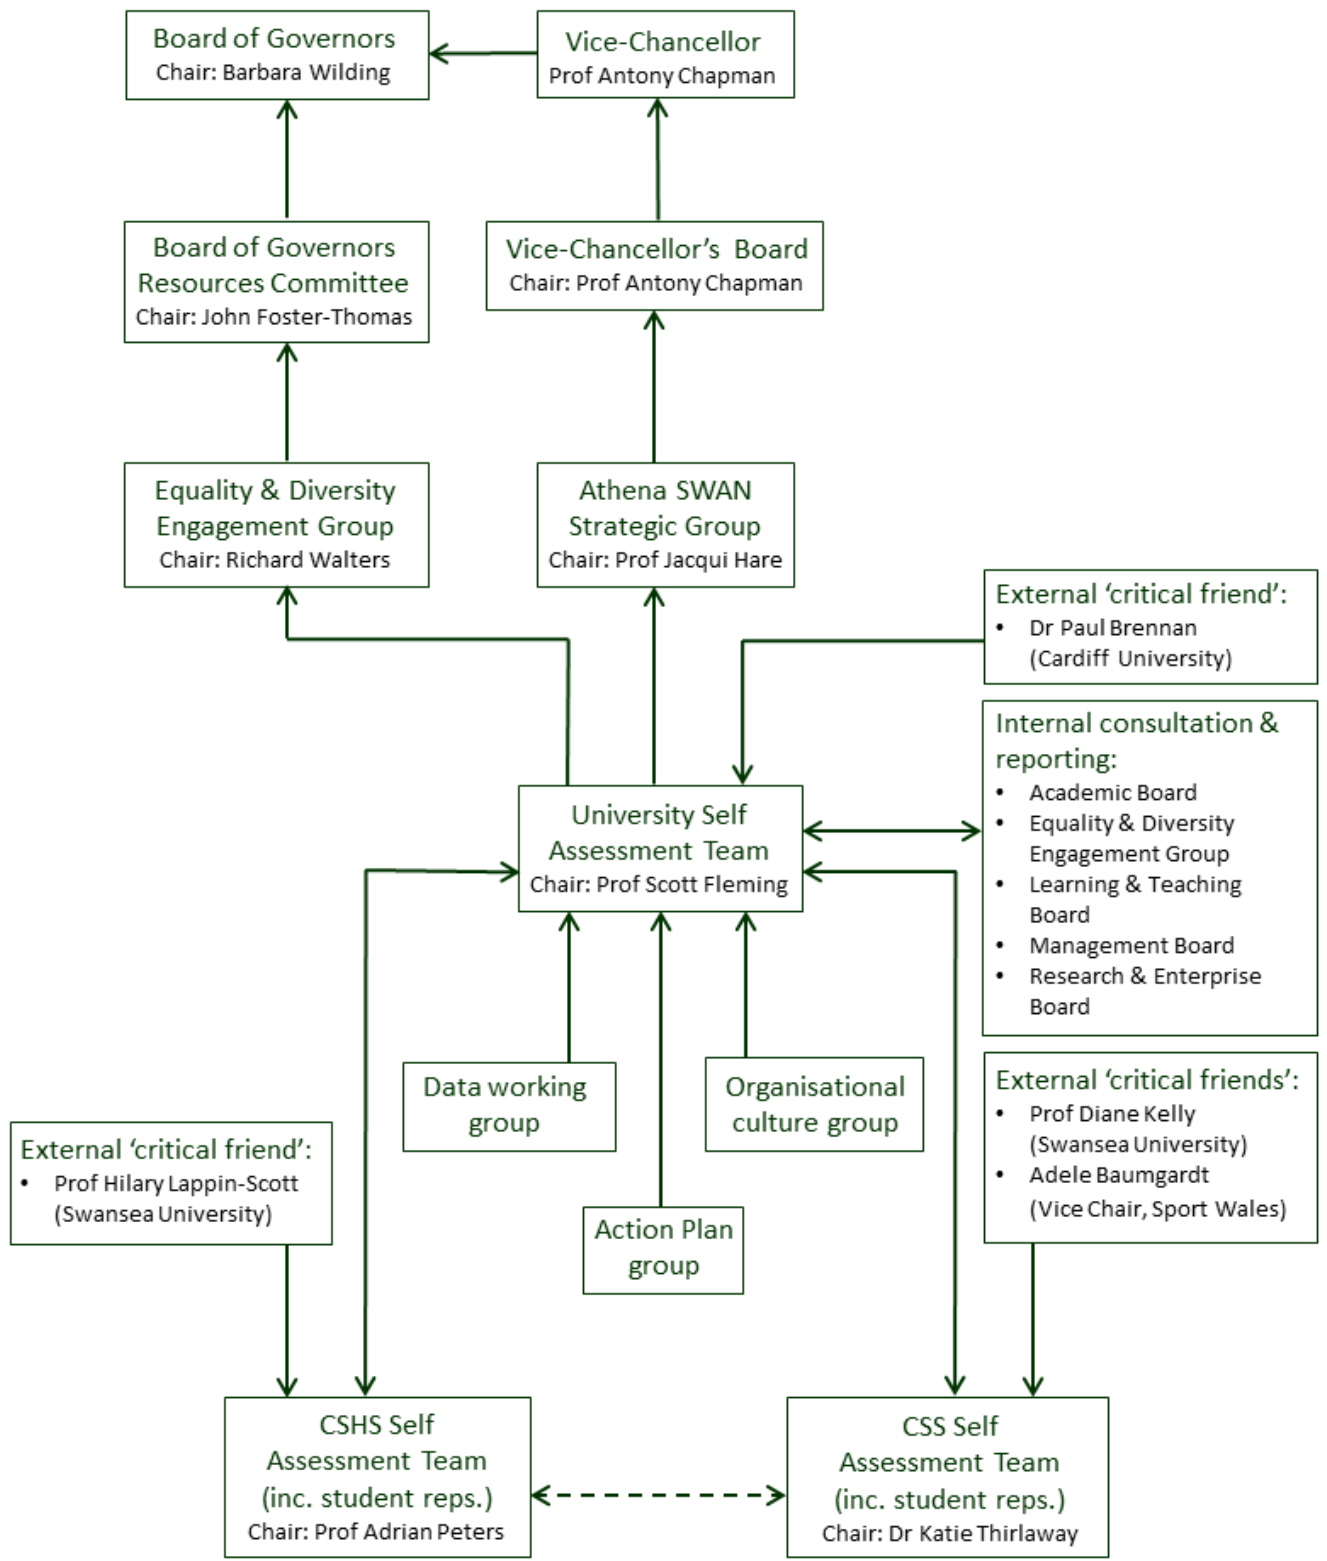 Board of Governors
Chair: Barbara Wilding
Vice-Chancellor
Prof Antony Chapman
Board of Governors
Resources Committee
Chair: John Foster-Thomas
Vice-Chancellor's Board
Chair: Prof Antony Chapman
Equality & Diversity
Engagement Group
Chair: Richard Walters
Athena SWAN
Strategic Group
Chair: Prof Jacqui Hare
External ‘critical friend’:
• Dr Paul Brennan
(Cardiff University)
Internal consultation &
reporting:
• Academic Board
• Equality & Diversity
Engagement Group
• Learning & Teaching
Board
• Management Board
• Research & Enterprise
Board
University Self
Assessment Team
Chair: Prof Scott Fleming
Data working
group
Organisational
culture group
Action Plan
group
External ‘critical friends’:
• Prof Diane Kelly
(Swansea University)
• Adele Baumgardt
(Vice Chair, Sport Wales)
External ‘critical friend’:
• Prof Hilary Lappin-Scott
(Swansea University)
CSHS Self
Assessment Team
(inc. student reps.)
Chair: Prof Adrian Peters
CSS Self
Assessment Team
(inc. student reps.)
Chair: Dr Katie Thirlaway